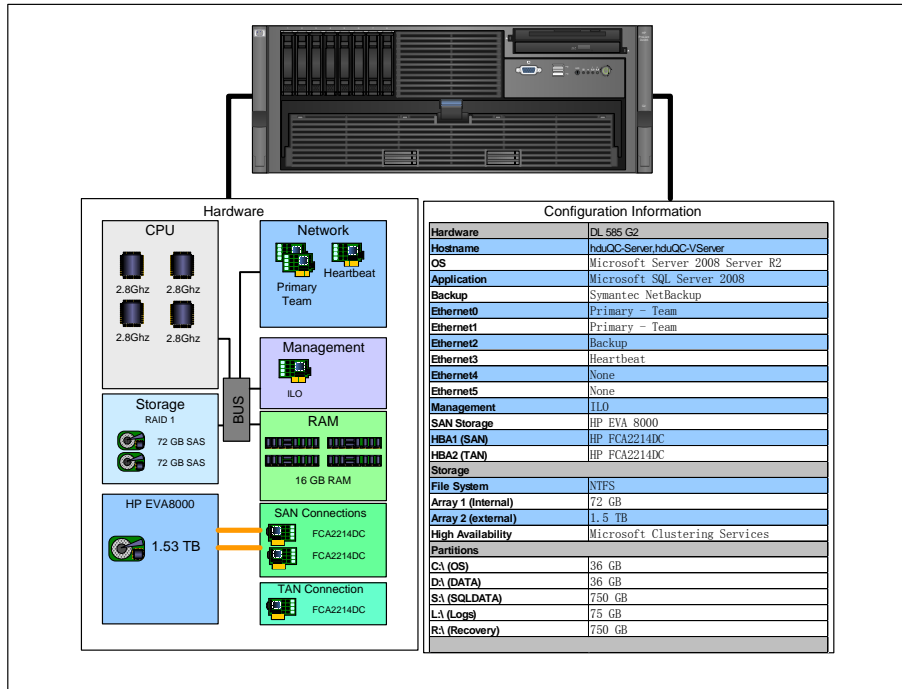 Hardware
CPU
2.8Ghz 2.8Ghz
2.8Ghz 2.8Ghz
Network
Primary Team
Heartbeat
Management
ILO
BUS
Storage
RAID 1
72 GB SAS
72 GB SAS
RAM
16 GB RAM
HP EVA8000
1.53 TB
SAN Connections
FCA2214DC
FCA2214DC
TAN Connection
FCA2214DC
Configuration Information
Hardware DL 585 G2
Hostname hduQC-Server,hduQC-VServer
OS Microsoft Server 2008 Server R2
Application Microsoft SQL Server 2008
Backup Symantec NetBackup
Ethernet0 Primary - Team
Ethernet1 Primary - Team
Ethernet2 Backup
Ethernet3 Heartbeat
Ethernet4 None
Ethernet5 None
Management ILO
SAN Storage HP EVA 8000
HBA1 (SAN) HP FCA2214DC
HBA2 (TAN) HP FCA2214DC
Storage
File System NTFS
Array 1 (Internal) 72 GB
Array 2 (external) 1.5 TB
High Availability Microsoft Clustering Services
Partitions
C:\ (OS) 36 GB
D:\ (DATA) 36 GB
S:\ (SQLDATA) 750 GB
L:\ (Logs) 75 GB
R:\ (Recovery) 750 GB